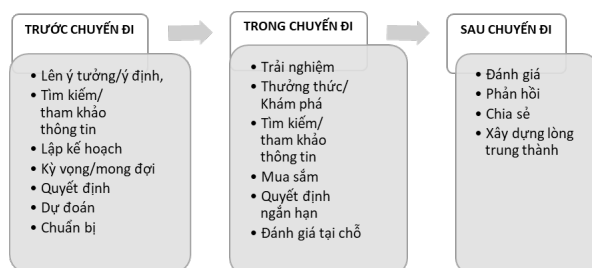 TRƯỚC CHUYẾN ĐI
• Lên ý tưởng/ý định,
• Tìm kiếm/
tham khảo
thông tin
• Lập kế hoạch
• Kỳ vọng/mong đợi
• Quyết định
• Dự đoán
• Chuẩn bị
TRONG CHUYẾN ĐI
• Trải nghiệm
• Thưởng thức/
Khám phá
• Tìm kiếm/
tham khảo
thông tin
• Mua sắm
• Quyết định
ngắn hạn
• Đánh giá tại chỗ
SAU CHUYẾN ĐI
• Đánh giá
• Phản hồi
• Chia sẻ
• Xây dựng lòng
trung thành